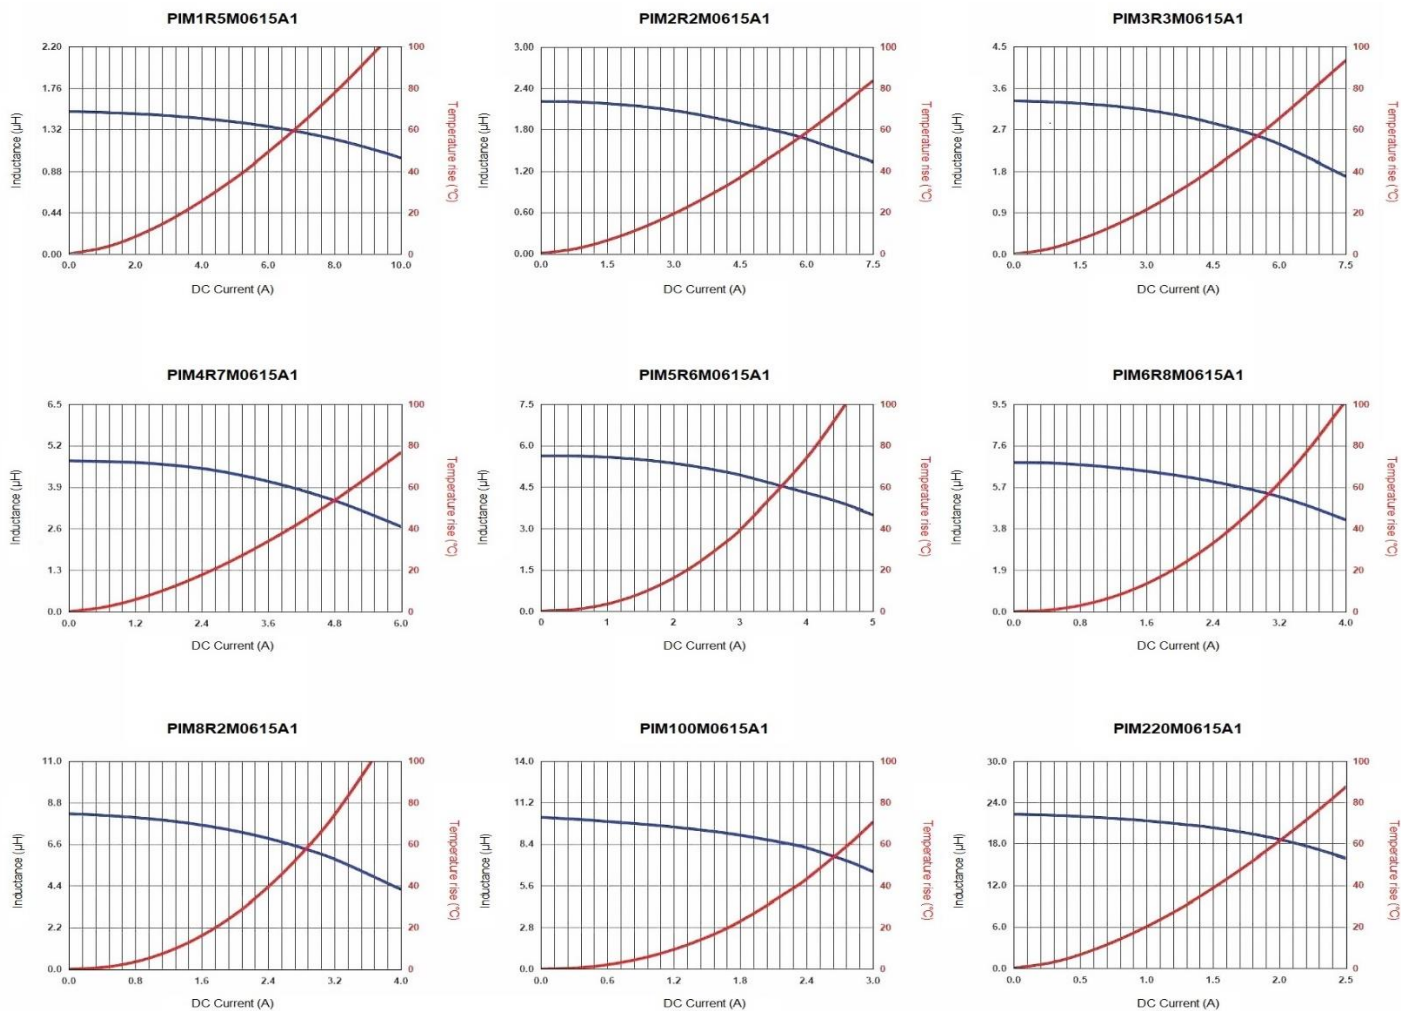 PIM1R5M0615A1
2.20
1.76
1.32
0.88
0.44
0.00
Inductance (µH)
100
80
60
40
20
0
Temperature rise (℃)
0.0 2.0 4.0 6.0 8.0 10.0
DC Current (A)
PIM2R2M0615A1
3.00
2.40
1.80
1.20
0.60
0.00
Inductance (µH)
100
80
60
40
20
0
Temperature rise (℃)
0.0 1.5 3.0 4.5 6.0 7.5
DC Current (A)
PIM3R3M0615A1
4.5
3.6
2.7
1.8
0.9
0.0
Inductance (µH)
100
80
60
40
20
0
Temperature rise (℃)
0.0 1.5 3.0 4.5 6.0 7.5
DC Current (A)
PIM4R7M0615A1
6.5
5.2
3.9
2.6
1.3
0.0
Inductance (µH)
100
80
60
40
20
0
Temperature rise (℃)
0.0 1.2 2.4 3.6 4.8 6.0
DC Current (A)
PIM5R6M0615A1
7.5
6.0
4.5
3.0
1.5
0.0
Inductance (µH)
100
80
60
40
20
0
Temperature rise (℃)
0 1 2 3 4 5
DC Current (A)
PIM6R8M0615A1
9.5
7.6
5.7
3.8
1.9
0.0
Inductance (µH)
100
80
60
40
20
0
Temperature rise (℃)
0.0 0.8 1.6 2.4 3.2 4.0
DC Current (A)
PIM8R2M0615A1
11.0
8.8
6.6
4.4
2.2
0.0
Inductance (µH)
100
80
60
40
20
0
Temperature rise (℃)
0.0 0.8 1.6 2.4 3.2 4.0
DC Current (A)
PIM100M0615A1
14.0
11.2
8.4
5.6
2.8
0.0
Inductance (µH)
100
80
60
40
20
0
Temperature rise (℃)
0.0 0.6 1.2 1.8 2.4 3.0
DC Current (A)
PIM220M0615A1
30.0
24.0
18.0
12.0
6.0
0.0
Inductance (µH)
100
80
60
40
20
0
Temperature rise (℃)
0.0 0.5 1.0 1.5 2.0 2.5
DC Current (A)